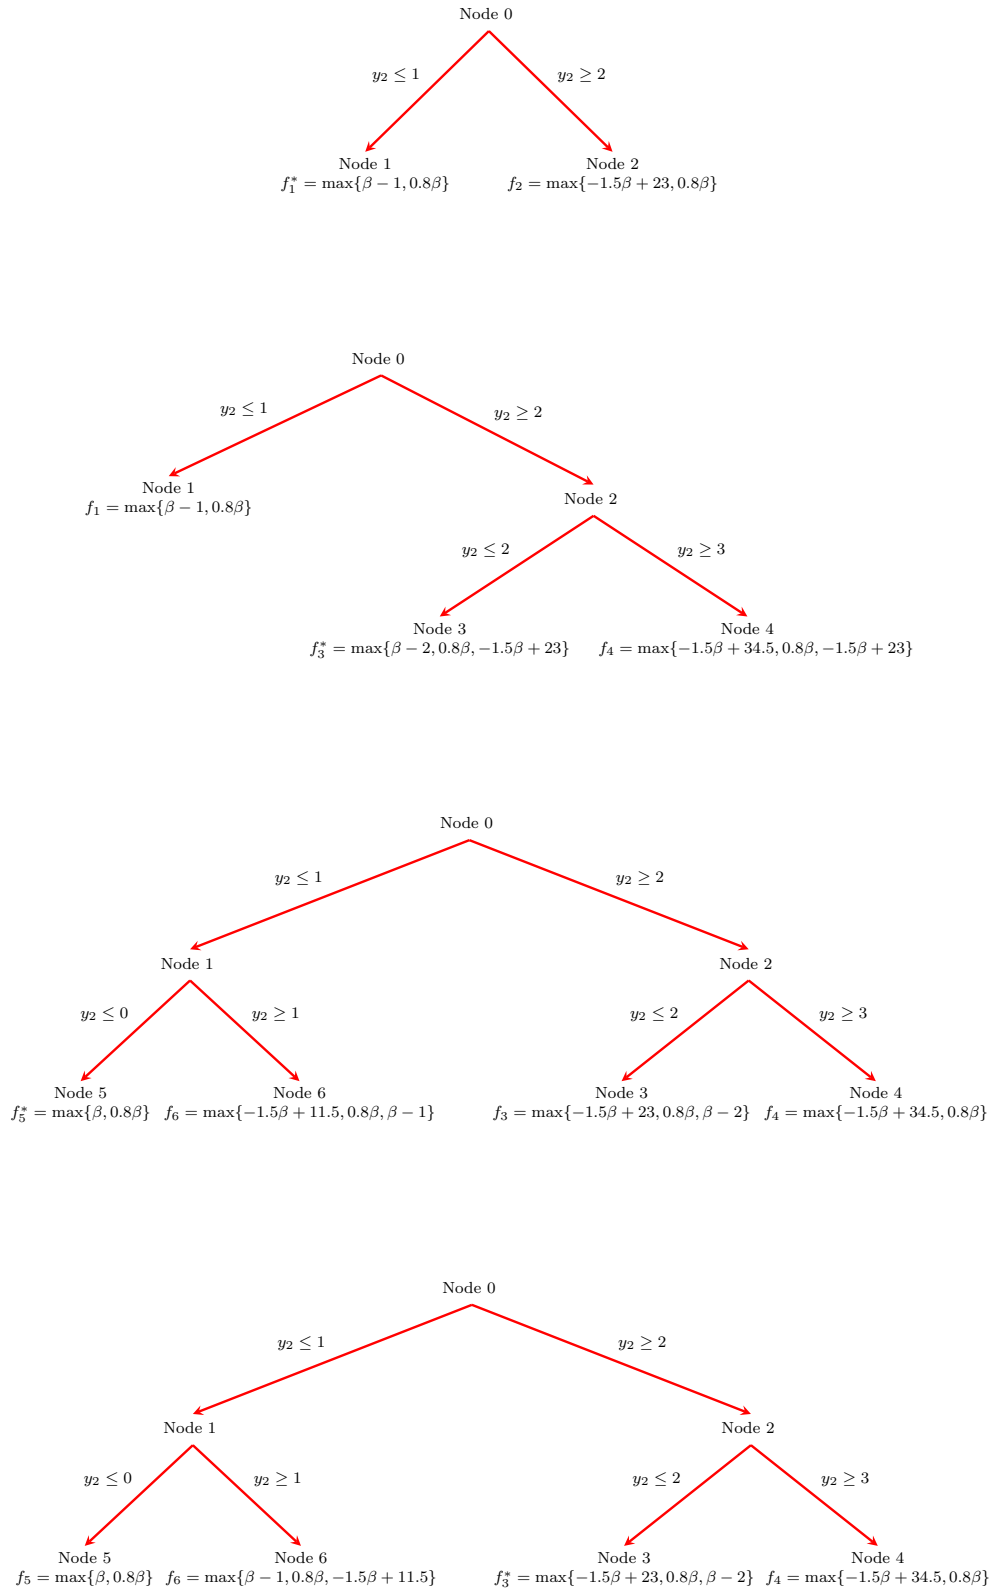 Node 0
y₂ ≤ 1
y₂ ≥ 2
Node 1
f₁* = max{β − 1, 0.8β}
Node 2
f₂ = max{−1.5β + 23, 0.8β}
Node 0
y₂ ≤ 1
y₂ ≥ 2
Node 1
f₁ = max{β − 1, 0.8β}
Node 2
y₂ ≤ 2
y₂ ≥ 3
Node 3
f₃* = max{β − 2, 0.8β, −1.5β + 23}
Node 4
f₄ = max{−1.5β + 34.5, 0.8β, −1.5β + 23}
Node 0
y₂ ≤ 1
y₂ ≥ 2
Node 1
Node 2
y₂ ≤ 0
y₂ ≥ 1
y₂ ≤ 2
y₂ ≥ 3
Node 5
f₅* = max{β, 0.8β}
Node 6
f₆ = max{−1.5β + 11.5, 0.8β, β − 1}
Node 3
f₃ = max{−1.5β + 23, 0.8β, β − 2}
Node 4
f₄ = max{−1.5β + 34.5, 0.8β}
Node 0
y₂ ≤ 1
y₂ ≥ 2
Node 1
Node 2
y₂ ≤ 0
y₂ ≥ 1
y₂ ≤ 2
y₂ ≥ 3
Node 5
f₅ = max{β, 0.8β}
Node 6
f₆ = max{β − 1, 0.8β, −1.5β + 11.5}
Node 3
f₃* = max{−1.5β + 23, 0.8β, β − 2}
Node 4
f₄ = max{−1.5β + 34.5, 0.8β}